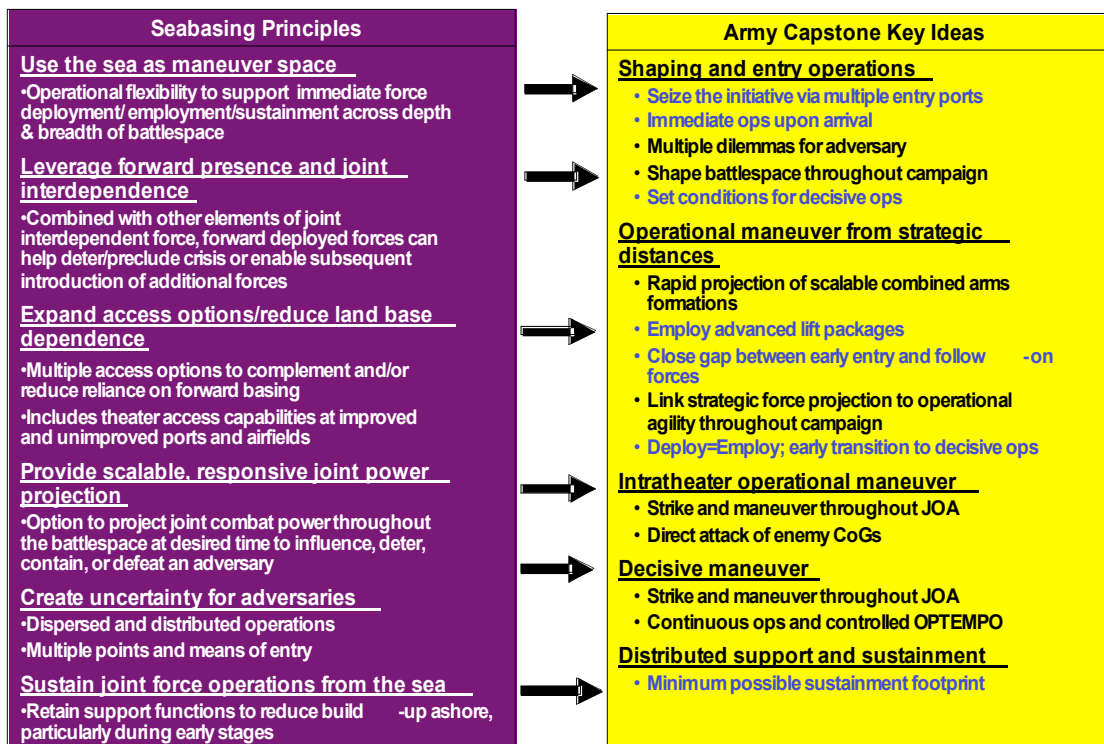 Seabasing Principles
Use the sea as maneuver space
•Operational flexibility to support immediate force
deployment/ employment/sustainment across depth
& breadth of battlespace
Leverage forward presence and joint
interdependence
•Combined with other elements of joint
interdependent force, forward deployed forces can
help deter/preclude crisis or enable subsequent
introduction of additional forces
Expand access options/reduce land base
dependence
•Multiple access options to complement and/or
reduce reliance on forward basing
•Includes theater access capabilities at improved
and unimproved ports and airfields
Provide scalable, responsive joint power
projection
•Option to project joint combat power throughout
the battlespace at desired time to influence, deter,
contain, or defeat an adversary
Create uncertainty for adversaries
•Dispersed and distributed operations
•Multiple points and means of entry
Sustain joint force operations from the sea
•Retain support functions to reduce build -up ashore,
particularly during early stages
Army Capstone Key Ideas
Shaping and entry operations
• Seize the initiative via multiple entry ports
• Immediate ops upon arrival
• Multiple dilemmas for adversary
• Shape battlespace throughout campaign
• Set conditions for decisive ops
Operational maneuver from strategic
distances
• Rapid projection of scalable combined arms
formations
• Employ advanced lift packages
• Close gap between early entry and follow -on
forces
• Link strategic force projection to operational
agility throughout campaign
• Deploy=Employ; early transition to decisive ops
Intratheater operational maneuver
• Strike and maneuver throughout JOA
• Direct attack of enemy CoGs
Decisive maneuver
• Strike and maneuver throughout JOA
• Continuous ops and controlled OPTEMPO
Distributed support and sustainment
• Minimum possible sustainment footprint